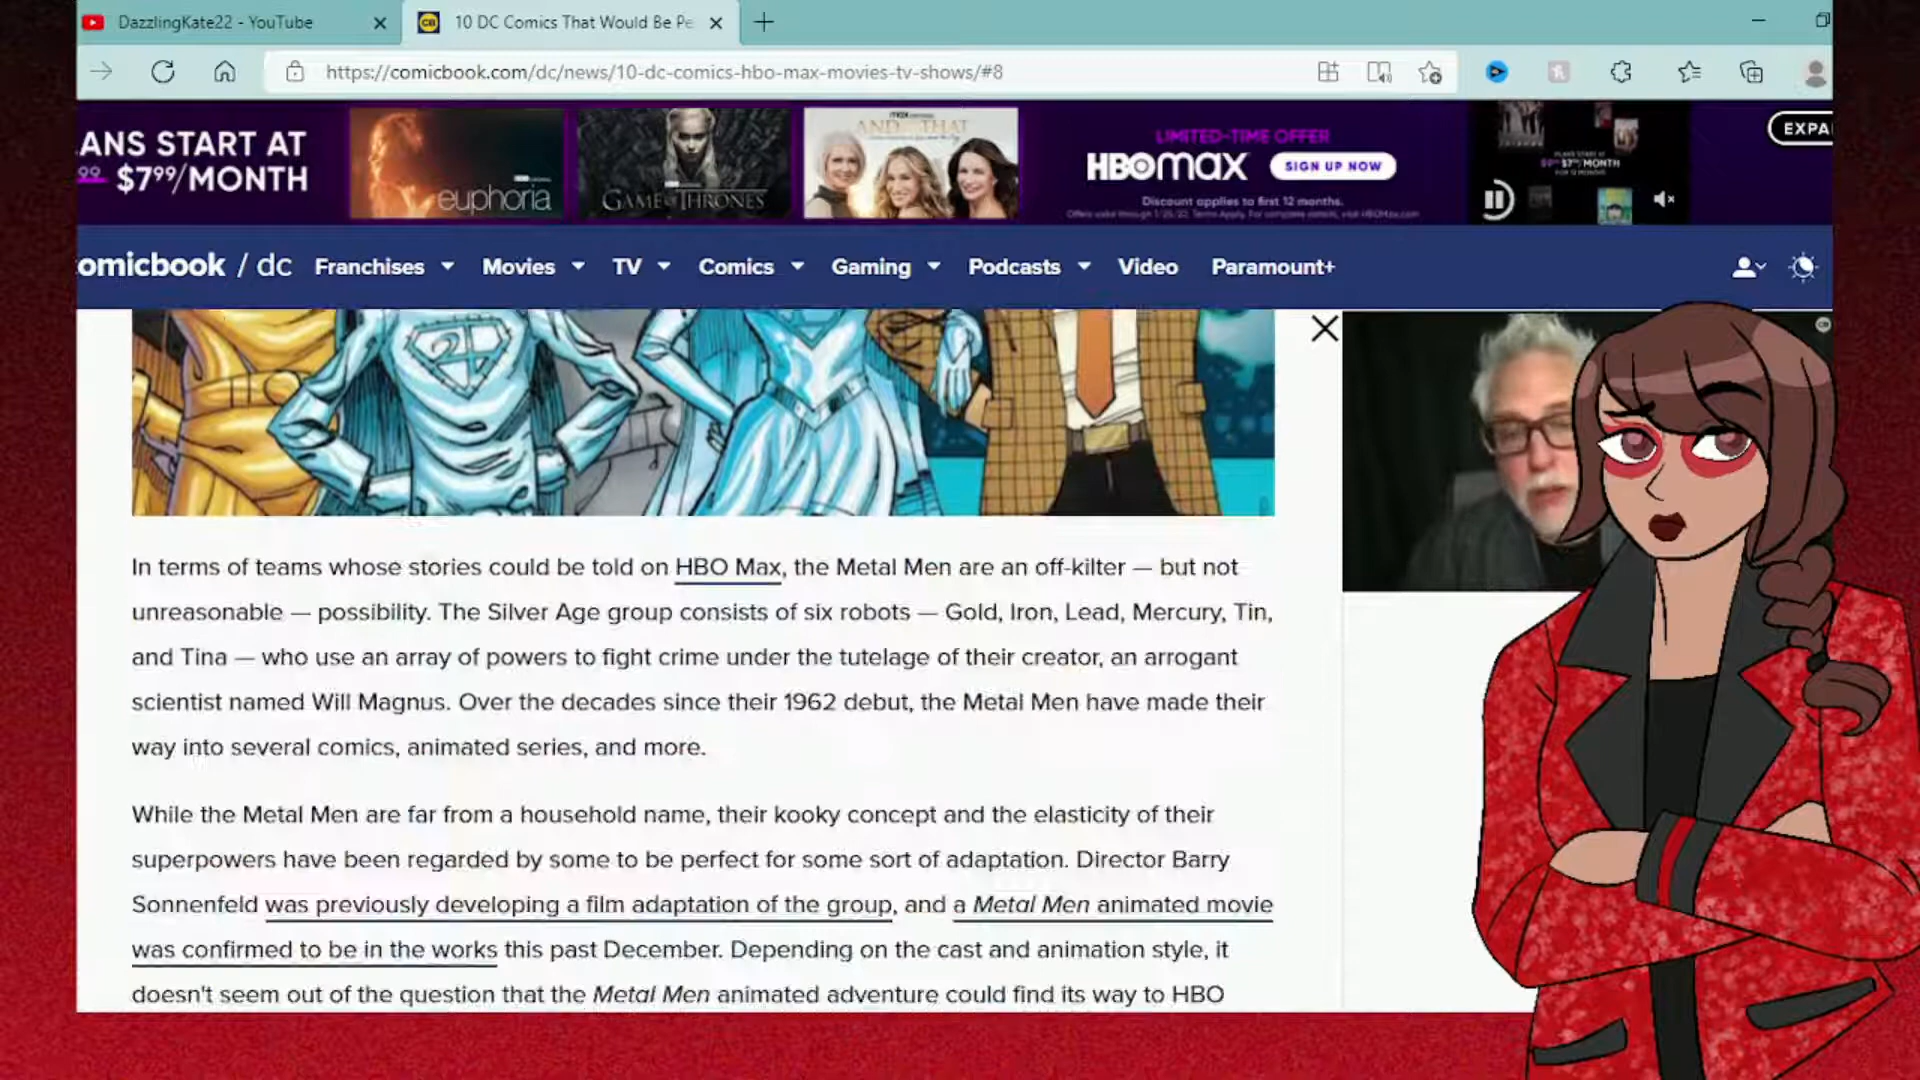 DazzlingKate22 - YouTube
10 DC Comics That Would Be Pe
https://comicbook.com/dc/news/10-dc-comics-hbo-max-movies-tv-shows/#8
ANS START AT
$7.99/MONTH
euphoria
GAME OF THRONES
AND THAT
LIMITED-TIME OFFER
HBOMAX SIGN UP NOW
Discount applies to first 12 months.
EXPA
omicbook / dc Franchises Movies TV Comics Gaming Podcasts Video Paramount+
In terms of teams whose stories could be told on HBO Max, the Metal Men are an off-kilter — but not
unreasonable — possibility. The Silver Age group consists of six robots — Gold, Iron, Lead, Mercury, Tin,
and Tina — who use an array of powers to fight crime under the tutelage of their creator, an arrogant
scientist named Will Magnus. Over the decades since their 1962 debut, the Metal Men have made their
way into several comics, animated series, and more.
While the Metal Men are far from a household name, their kooky concept and the elasticity of their
superpowers have been regarded by some to be perfect for some sort of adaptation. Director Barry
Sonnenfeld was previously developing a film adaptation of the group, and a Metal Men animated movie
was confirmed to be in the works this past December. Depending on the cast and animation style, it
doesn't seem out of the question that the Metal Men animated adventure could find its way to HBO